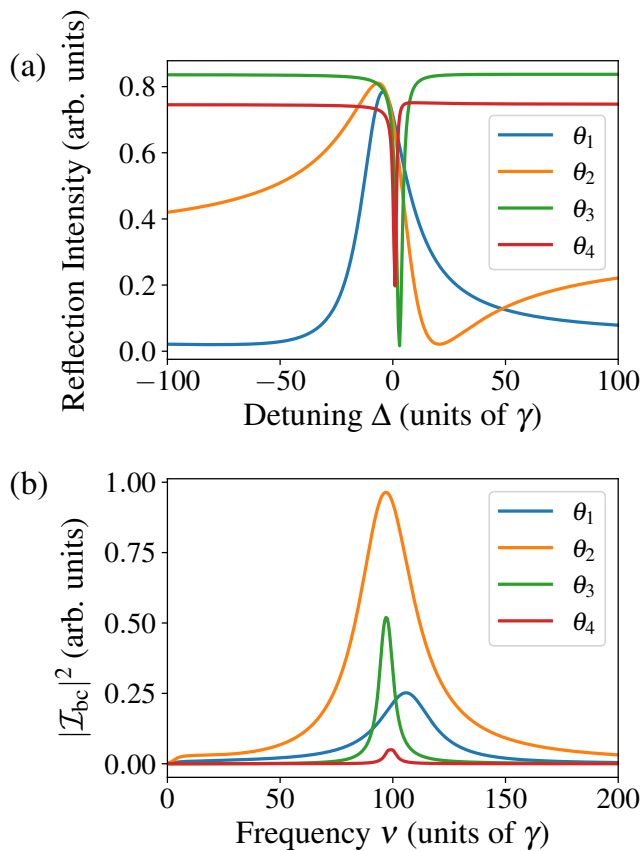 (a)
Reflection Intensity (arb. units)
0.8
0.6
0.4
0.2
0.0
θ₁
θ₂
θ₃
θ₄
−100
−50
0
50
100
Detuning Δ (units of γ)
(b)
|𝓘bc|² (arb. units)
1.00
0.75
0.50
0.25
0.00
θ₁
θ₂
θ₃
θ₄
0
50
100
150
200
Frequency ν (units of γ)